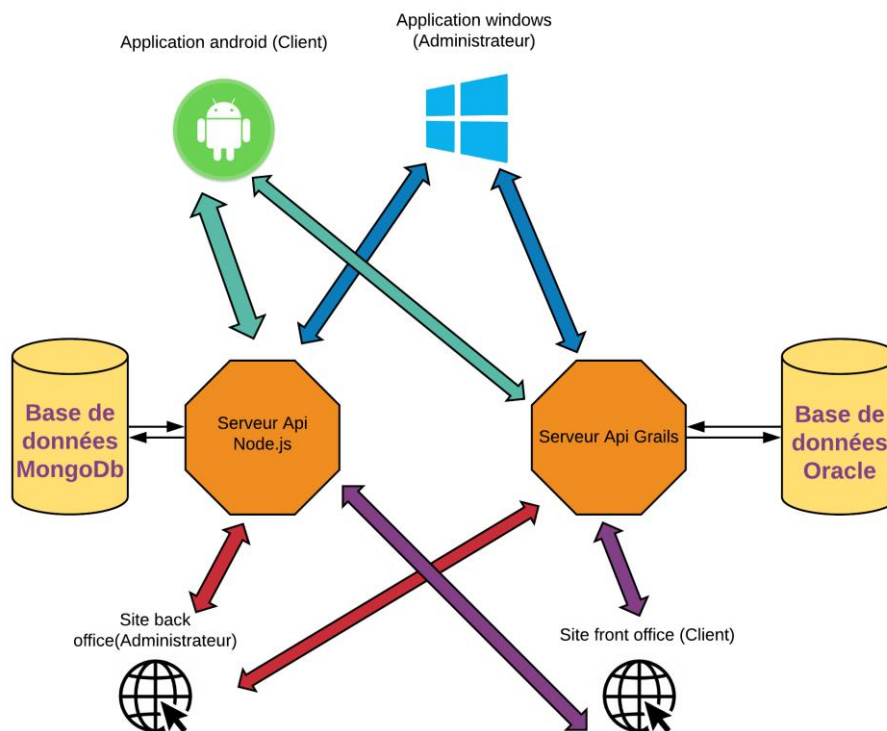 Application android (Client)
Application windows
(Administrateur)
Base de
données
MongoDb
Serveur Api
Node.js
Serveur Api Grails
Base de
données
Oracle
Site back
office(Administrateur)
Site front office (Client)